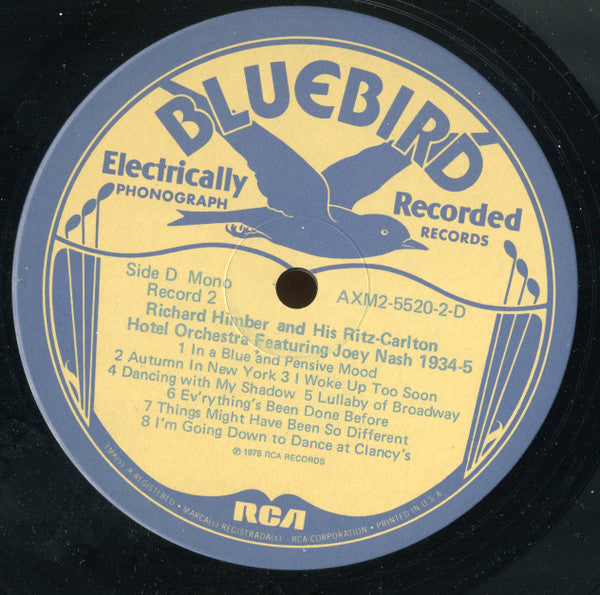 BLUEBIRD
Electrically Recorded
PHONOGRAPH RECORDS
Side D Mono
Record 2
AXM2-5520-2-D
Richard Himber and His Ritz-Carlton
Hotel Orchestra Featuring Joey Nash 1934-5
1 In a Blue and Pensive Mood
2 Autumn in New York 3 I Woke Up Too Soon
4 Dancing with My Shadow 5 Lullaby of Broadway
6 Ev'rything's Been Done Before
7 Things Might Have Been So Different
8 I'm Going Down to Dance at Clancy's
℗ 1975 RCA RECORDS
RCA
TMK(s) ® REGISTERED • MARCA(s) REGISTRADA(s) RCA CORPORATION • PRINTED IN U.S.A.